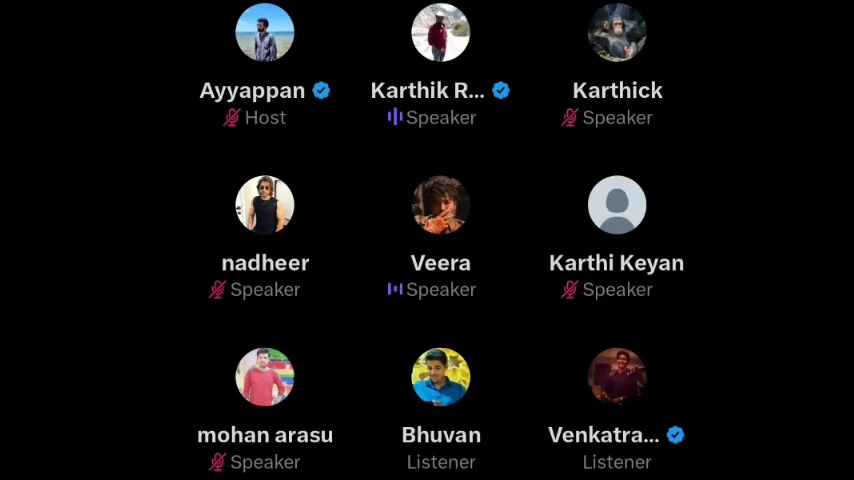 Ayyappan Karthik R... Karthick
Host Speaker Speaker
nadheer Veera Karthi Keyan
Speaker Speaker Speaker
mohan arasu Bhuvan Venkatra...
Speaker Listener Listener